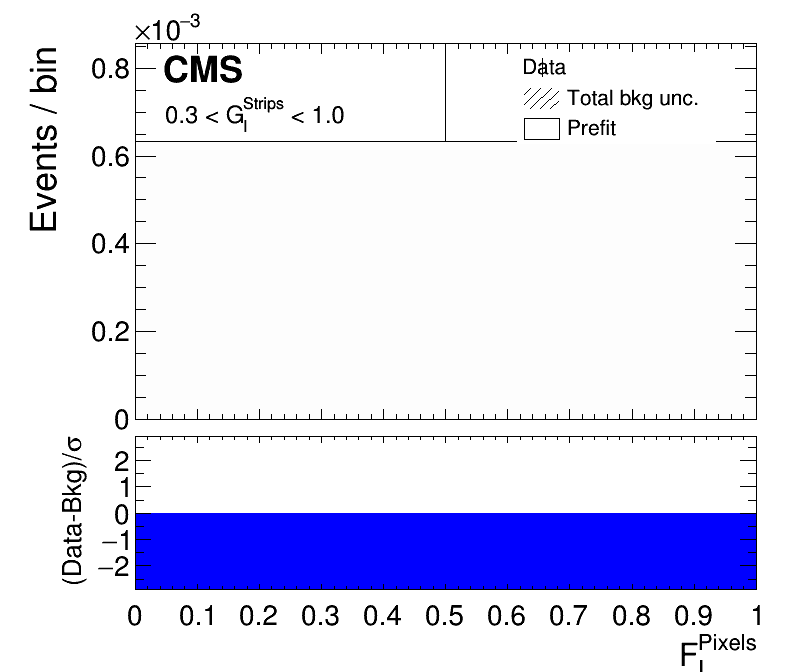 ×10⁻³
Events / bin
0.8
0.6
0.4
0.2
0
CMS
0.3 < G_I^Strips < 1.0
Data
Total bkg unc.
Prefit
(Data-Bkg)/σ
2
1
0
−1
−2
0 0.1 0.2 0.3 0.4 0.5 0.6 0.7 0.8 0.9 1
F_I^Pixels